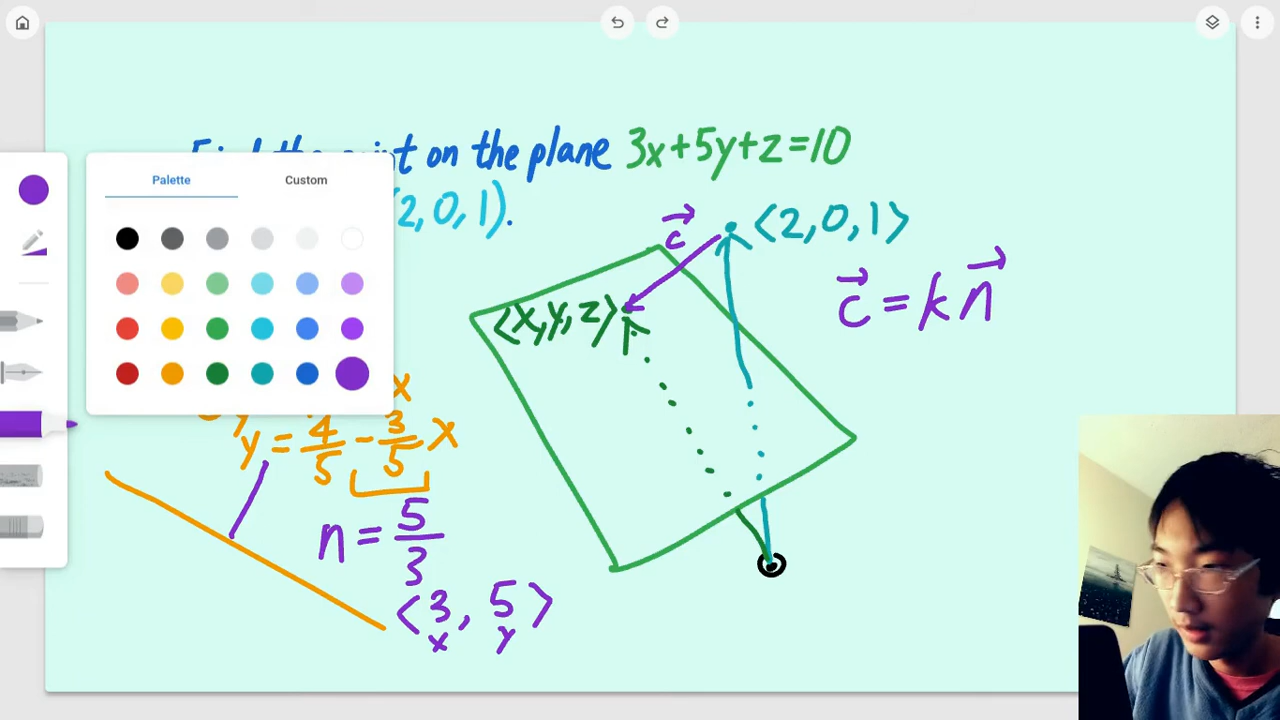 on the plane 3x+5y+z=10
Palette
Custom
2,0,1).
c
<2,0,1>
c = kn
<x,y,z>
x
y
y = 4/5 - 3/5 x
n = 5/3
<3, 5>
x y